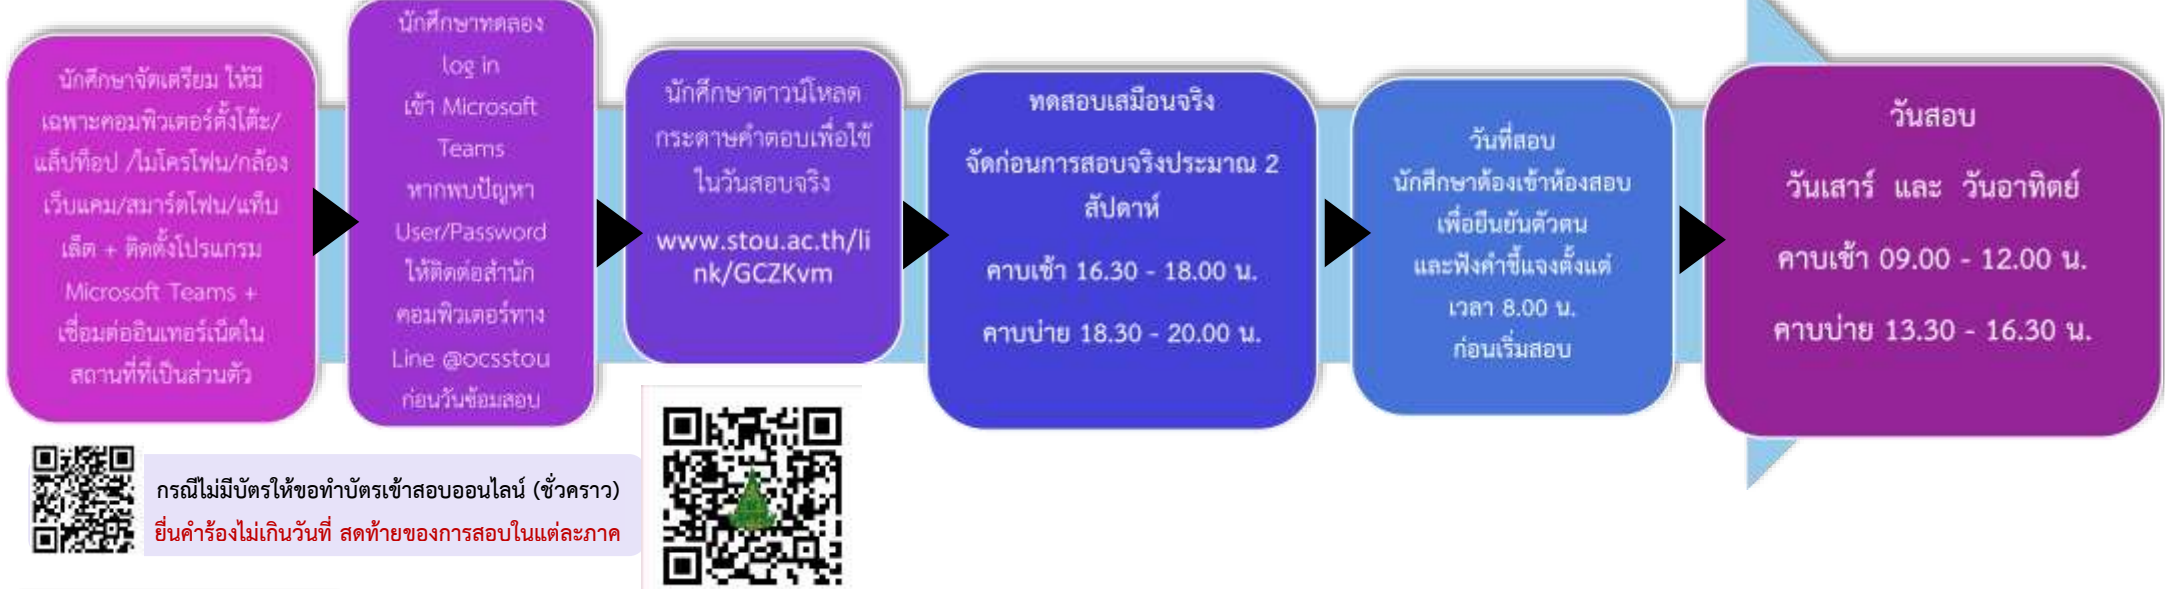 นักศึกษาจัดเตรียม ให้มี
เฉพาะคอมพิวเตอร์ตั้งโต๊ะ/
แล็ปท็อป /ไมโครโฟน/กล้อง
เว็บแคม/สมาร์ตโฟน/แท็บ
เล็ต + ติดตั้งโปรแกรม
Microsoft Teams +
เชื่อมต่ออินเทอร์เน็ตใน
สถานที่ที่เป็นส่วนตัว
นักศึกษาทดลอง
log in
เข้า Microsoft
Teams
หากพบปัญหา
User/Password
ให้ติดต่อสำนัก
คอมพิวเตอร์ทาง
Line @ocsstou
ก่อนวันซ้อมสอบ
นักศึกษาดาวน์โหลด
กระดาษคำตอบเพื่อใช้
ในวันสอบจริง
www.stou.ac.th/li
nk/GCZKvm
ทดสอบเสมือนจริง
จัดก่อนการสอบจริงประมาณ 2
สัปดาห์
คาบเช้า 16.30 - 18.00 น.
คาบบ่าย 18.30 - 20.00 น.
วันที่สอบ
นักศึกษาต้องเข้าห้องสอบ
เพื่อยืนยันตัวตน
และฟังคำชี้แจงตั้งแต่
เวลา 8.00 น.
ก่อนเริ่มสอบ
วันสอบ
วันเสาร์ และ วันอาทิตย์
คาบเช้า 09.00 - 12.00 น.
คาบบ่าย 13.30 - 16.30 น.
กรณีไม่มีบัตรให้ขอทำบัตรเข้าสอบออนไลน์ (ชั่วคราว)
ยื่นคำร้องไม่เกินวันที่ สดท้ายของการสอบในแต่ละภาค